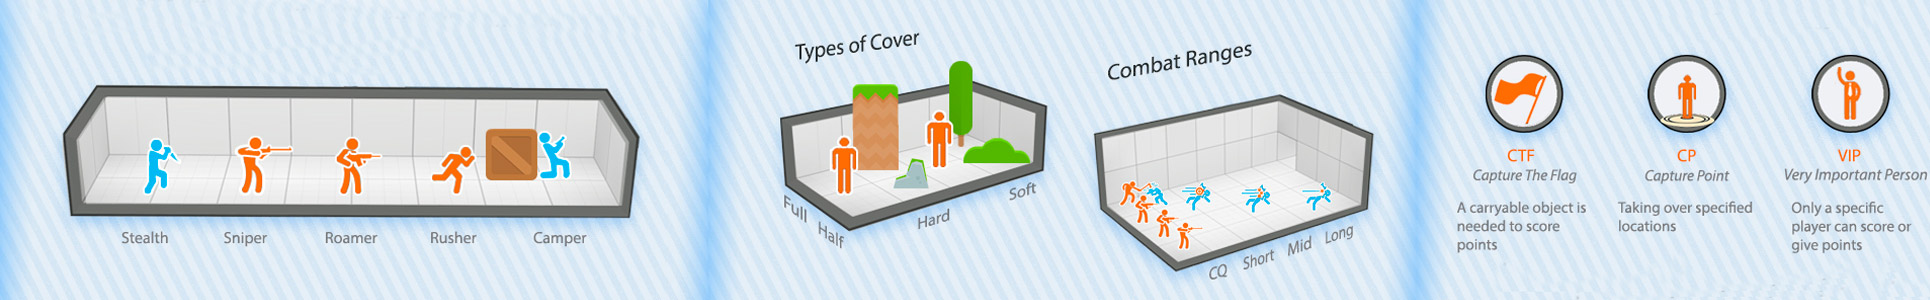 Stealth
Sniper
Roamer
Rusher
Camper
Types of Cover
Full
Half
Hard
Soft
Combat Ranges
CQ
Short
Mid
Long
CTF
Capture The Flag
A carryable object is
needed to score
points
CP
Capture Point
Taking over specified
locations
VIP
Very Important Person
Only a specific
player can score or
give points